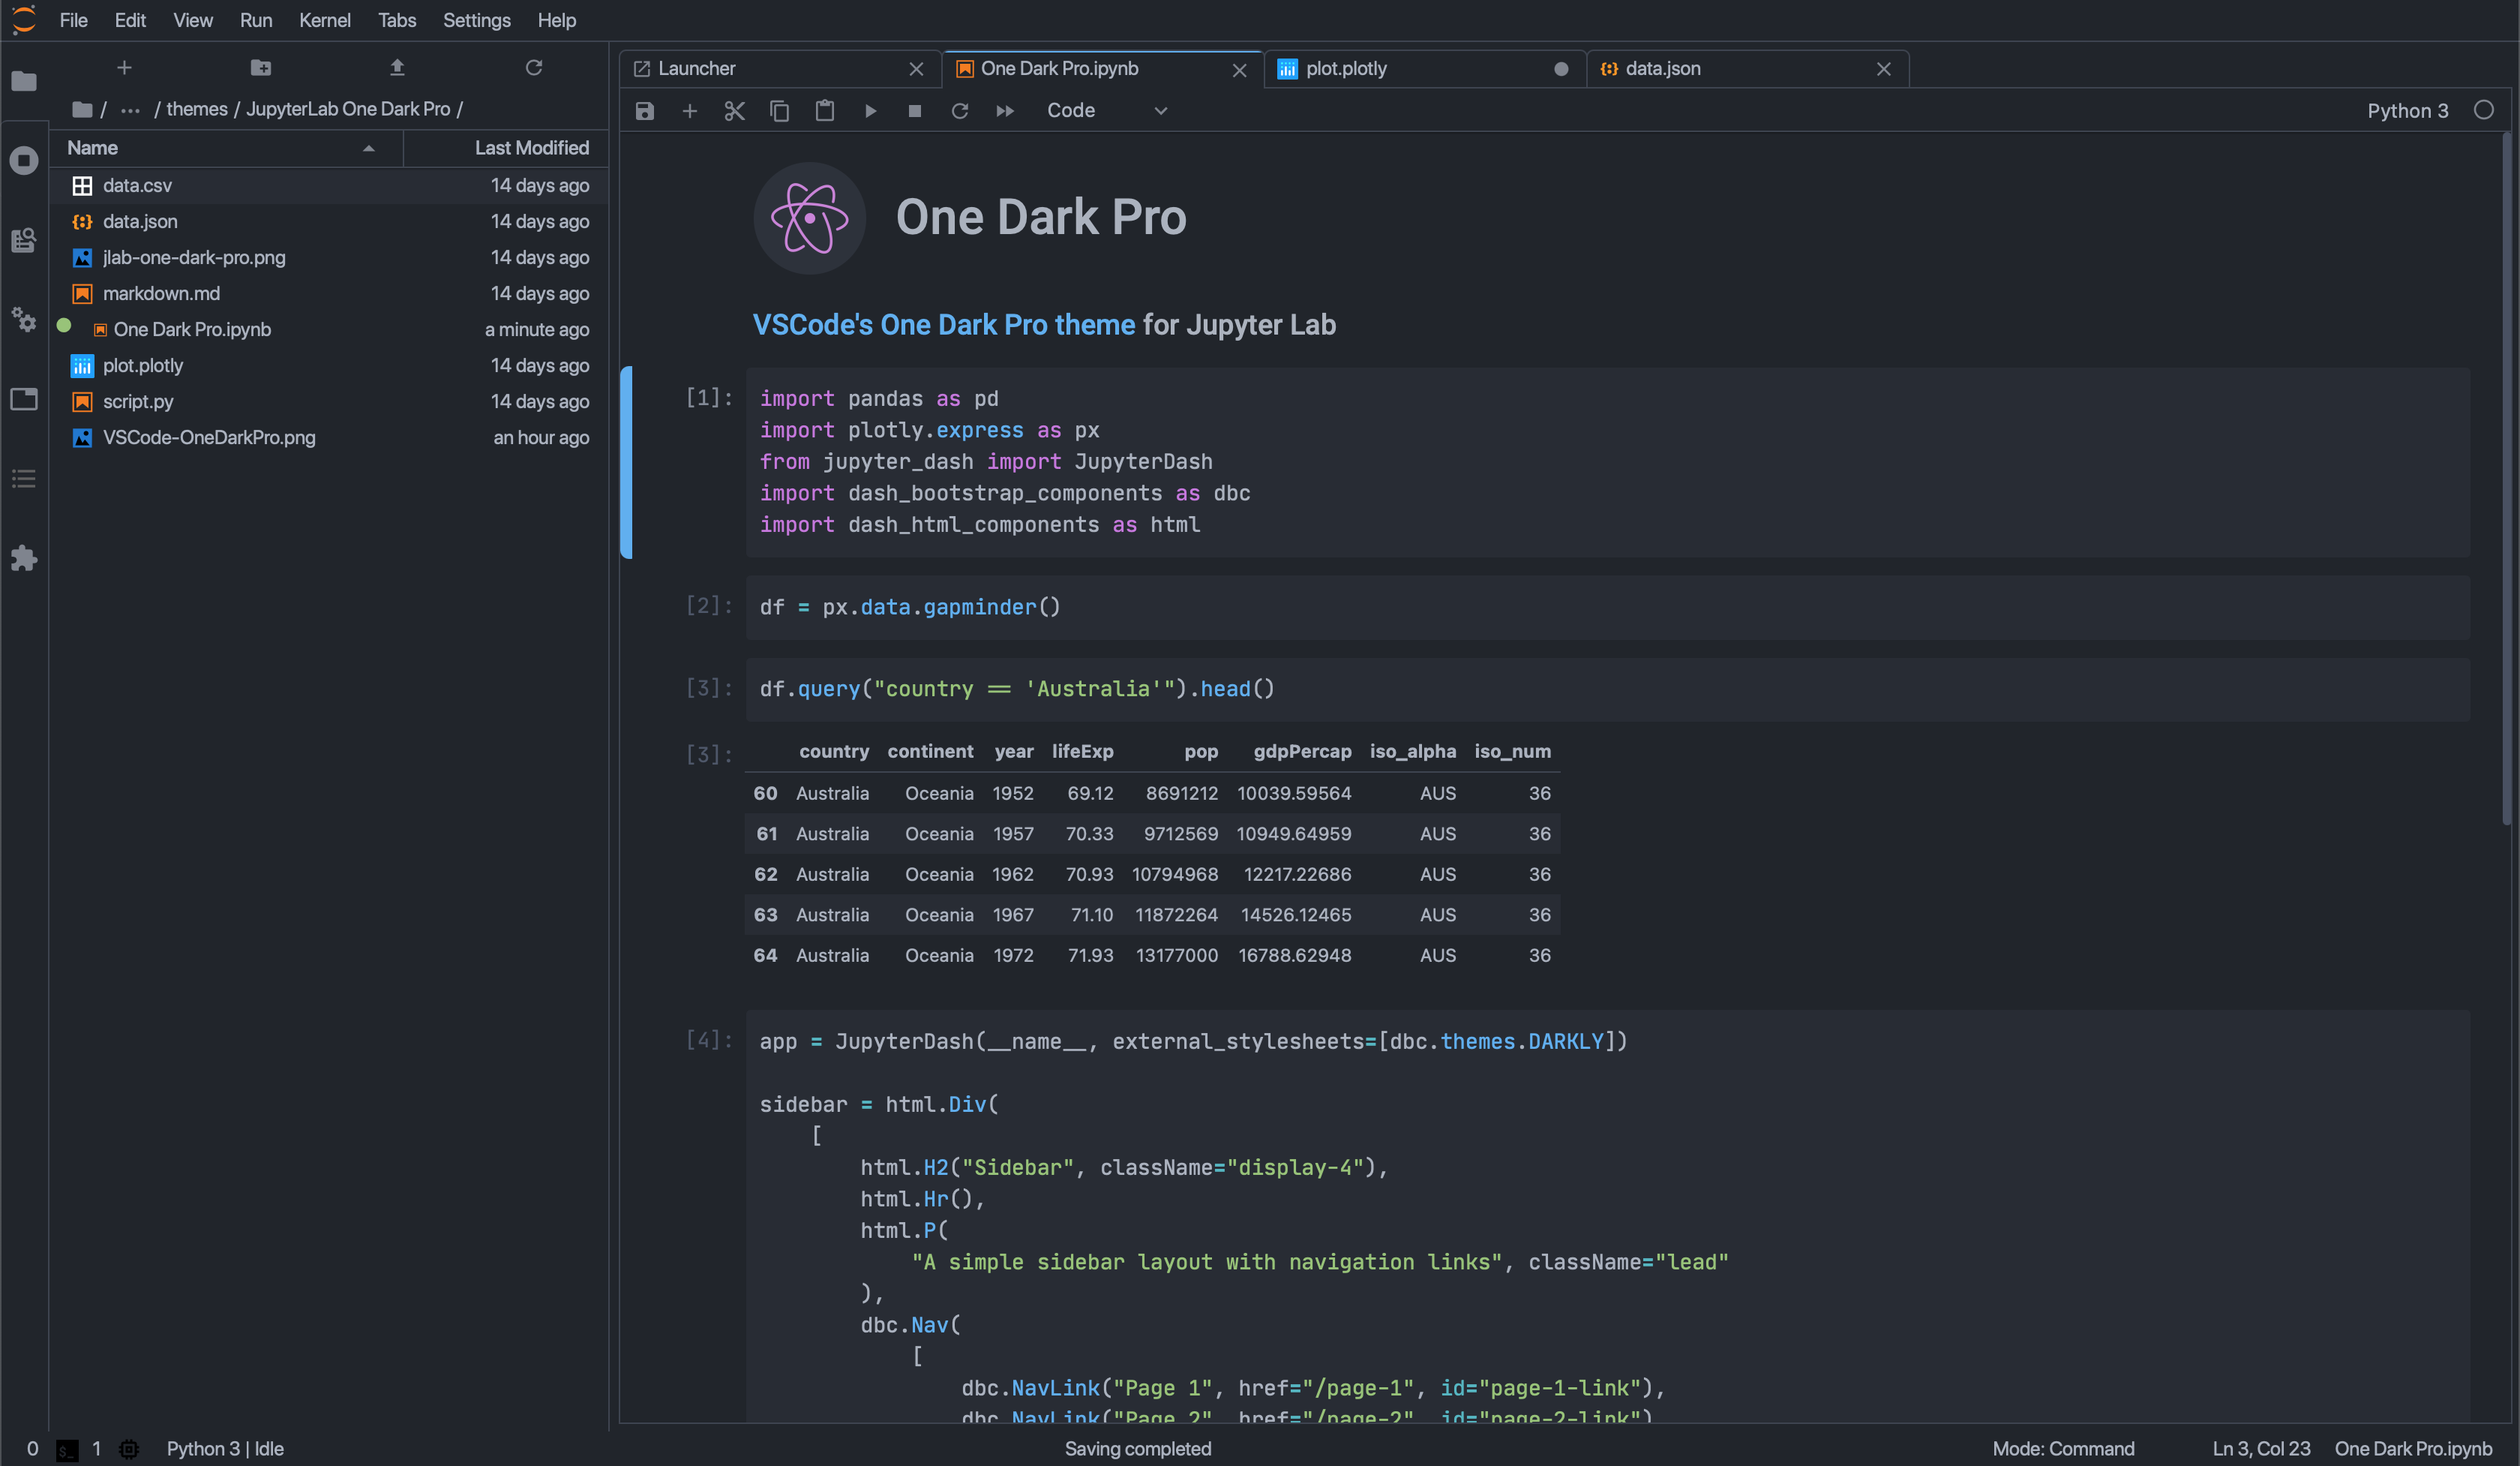 File Edit View Run Kernel Tabs Settings Help
/ ... / themes / JupyterLab One Dark Pro /
Name Last Modified
data.csv 14 days ago
data.json 14 days ago
jlab-one-dark-pro.png 14 days ago
markdown.md 14 days ago
One Dark Pro.ipynb a minute ago
plot.plotly 14 days ago
script.py 14 days ago
VSCode-OneDarkPro.png an hour ago
Launcher One Dark Pro.ipynb plot.plotly data.json
Code Python 3
One Dark Pro
VSCode's One Dark Pro theme for Jupyter Lab
[1]: import pandas as pd
import plotly.express as px
from jupyter_dash import JupyterDash
import dash_bootstrap_components as dbc
import dash_html_components as html
[2]: df = px.data.gapminder()
[3]: df.query("country == 'Australia'").head()
[3]: country continent year lifeExp pop gdpPercap iso_alpha iso_num
60 Australia Oceania 1952 69.12 8691212 10039.59564 AUS 36
61 Australia Oceania 1957 70.33 9712569 10949.64959 AUS 36
62 Australia Oceania 1962 70.93 10794968 12217.22686 AUS 36
63 Australia Oceania 1967 71.10 11872264 14526.12465 AUS 36
64 Australia Oceania 1972 71.93 13177000 16788.62948 AUS 36
[4]: app = JupyterDash(__name__, external_stylesheets=[dbc.themes.DARKLY])
sidebar = html.Div(
[
html.H2("Sidebar", className="display-4"),
html.Hr(),
html.P(
"A simple sidebar layout with navigation links", className="lead"
),
dbc.Nav(
[
dbc.NavLink("Page 1", href="/page-1", id="page-1-link"),
dbc.NavLink("Page 2", href="/page-2", id="page-2-link"),
0 $_ 1 Python 3 | Idle Saving completed Mode: Command Ln 3, Col 23 One Dark Pro.ipynb